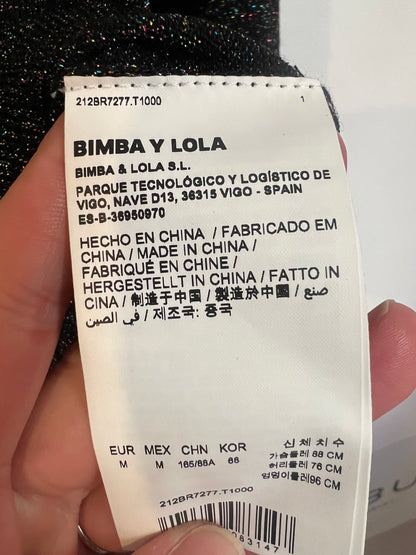 212BR7277.T1000 1
BIMBA Y LOLA
BIMBA & LOLA S.L.
PARQUE TECNOLÓGICO Y LOGÍSTICO DE
VIGO, NAVE D13, 36315 VIGO - SPAIN
ES-B-36950970
HECHO EN CHINA / FABRICADO EM
CHINA / MADE IN CHINA /
FABRIQUÉ EN CHINE /
HERGESTELLT IN CHINA / FATTO IN
CINA / 制造于中国 / 製造於中國 / صنع
في الصين / 제조국: 중국
EUR MEX CHN KOR 신체치수
M M 165/88A 66 가슴둘레 88 CM
허리둘레 76 CM
엉덩이둘레96 CM
212BR7277.T1000
83147
BU